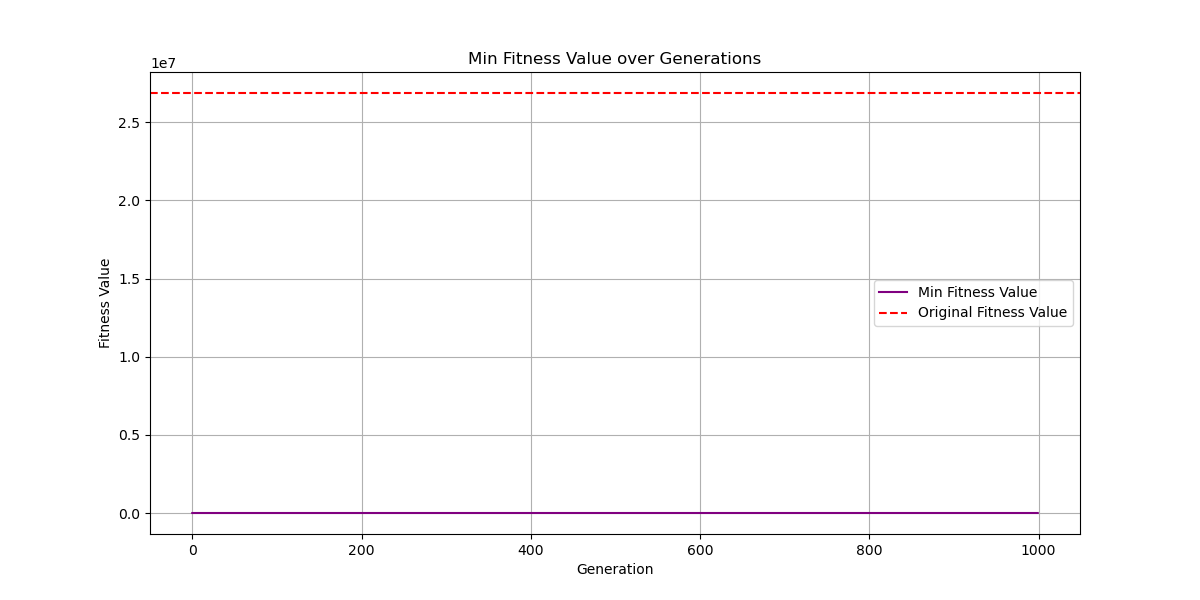 Min Fitness Value over Generations
1e7
2.5
2.0
1.5
1.0
0.5
0.0
Fitness Value
Min Fitness Value
Original Fitness Value
0 200 400 600 800 1000
Generation